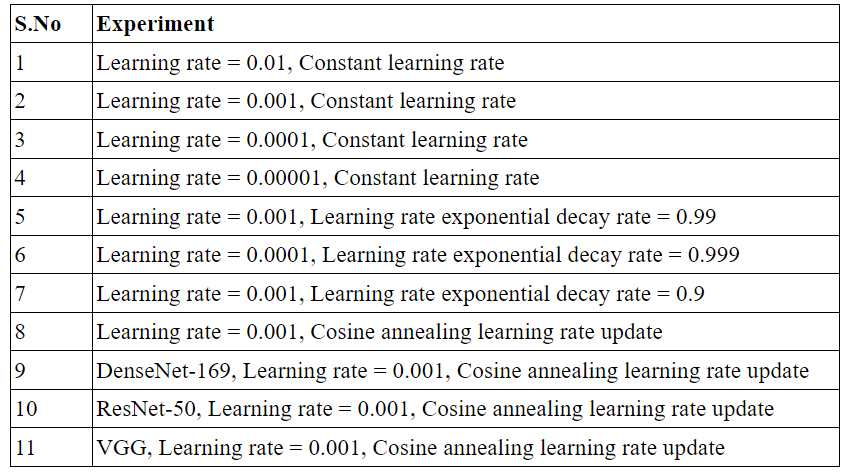 S.No Experiment
1 Learning rate = 0.01, Constant learning rate
2 Learning rate = 0.001, Constant learning rate
3 Learning rate = 0.0001, Constant learning rate
4 Learning rate = 0.00001, Constant learning rate
5 Learning rate = 0.001, Learning rate exponential decay rate = 0.99
6 Learning rate = 0.0001, Learning rate exponential decay rate = 0.999
7 Learning rate = 0.001, Learning rate exponential decay rate = 0.9
8 Learning rate = 0.001, Cosine annealing learning rate update
9 DenseNet-169, Learning rate = 0.001, Cosine annealing learning rate update
10 ResNet-50, Learning rate = 0.001, Cosine annealing learning rate update
11 VGG, Learning rate = 0.001, Cosine annealing learning rate update